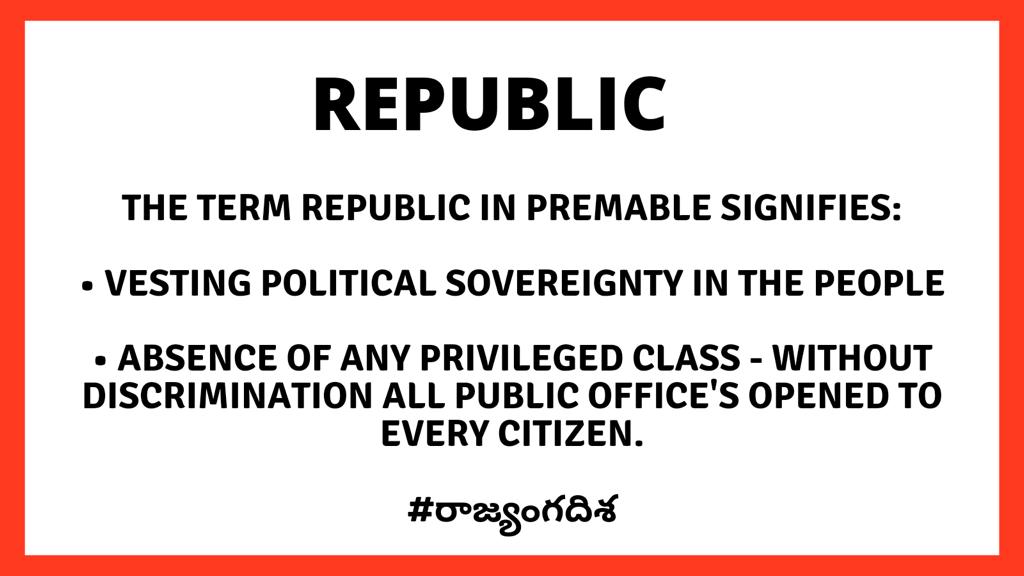 REPUBLIC
THE TERM REPUBLIC IN PREMABLE SIGNIFIES:
• VESTING POLITICAL SOVEREIGNTY IN THE PEOPLE
• ABSENCE OF ANY PRIVILEGED CLASS - WITHOUT
DISCRIMINATION ALL PUBLIC OFFICE'S OPENED TO
EVERY CITIZEN.
#రాజ్యంగదిశ